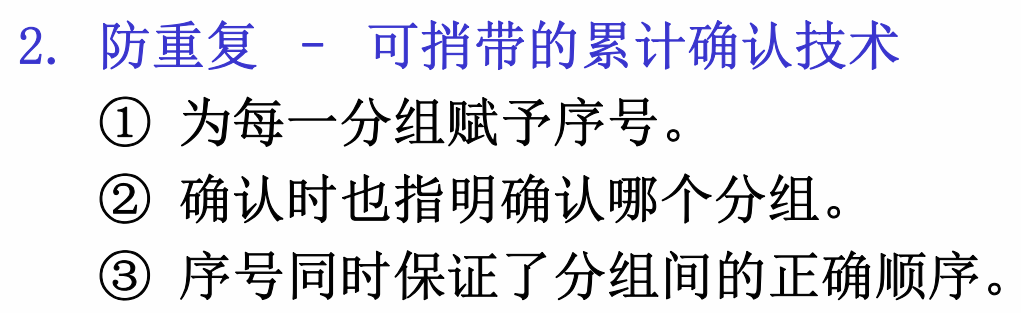 2. 防重复 - 可捎带的累计确认技术
① 为每一分组赋予序号。
② 确认时也指明确认哪个分组。
③ 序号同时保证了分组间的正确顺序。